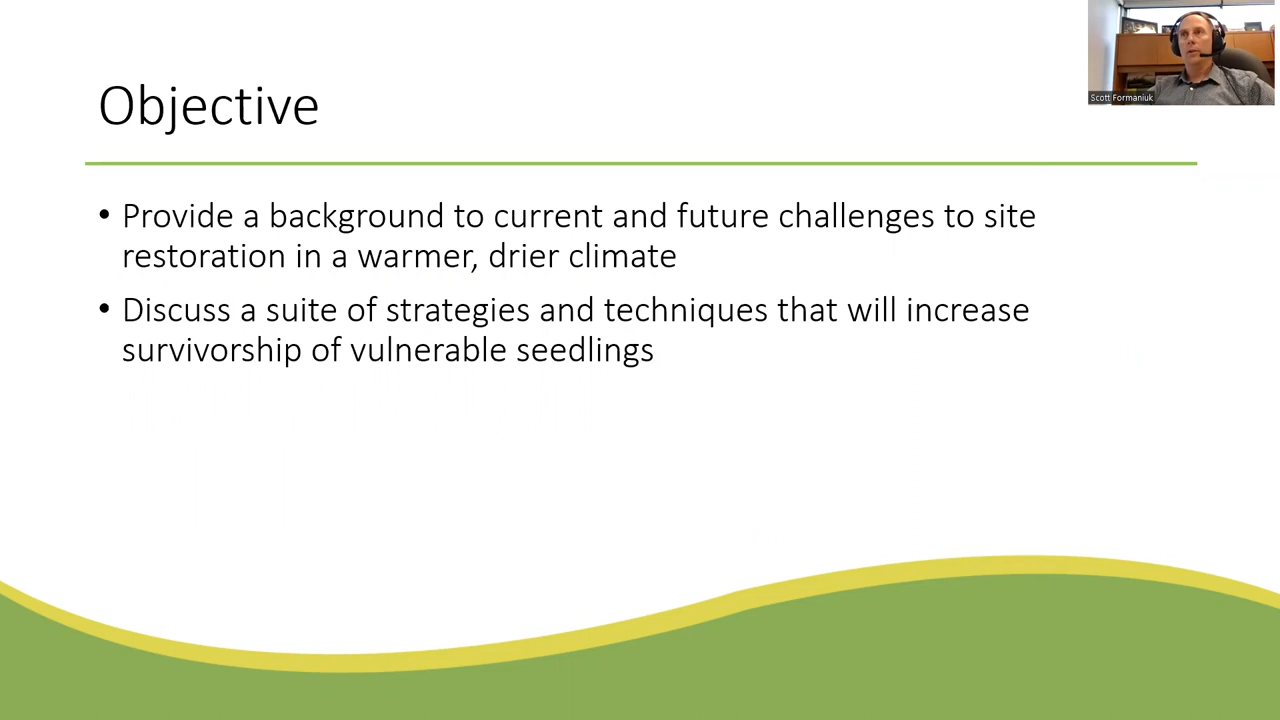 Scott Formaniuk
Objective
• Provide a background to current and future challenges to site
restoration in a warmer, drier climate
• Discuss a suite of strategies and techniques that will increase
survivorship of vulnerable seedlings